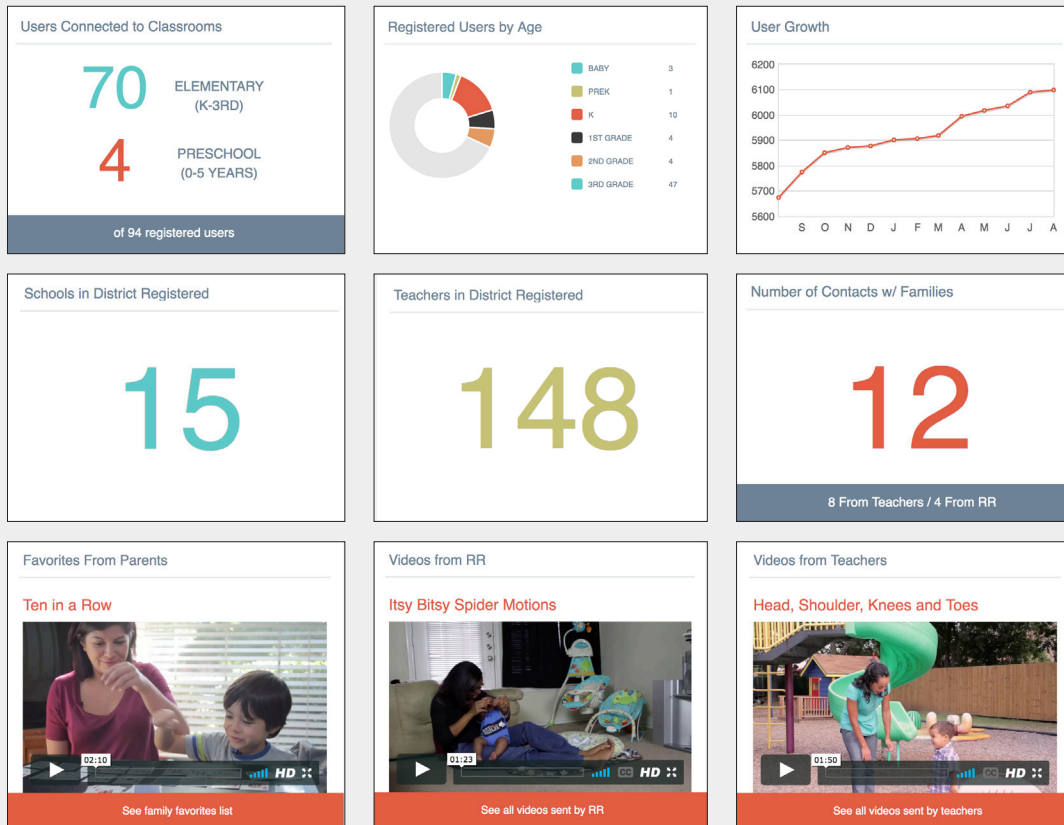 Users Connected to Classrooms
70
ELEMENTARY
(K-3RD)
4
PRESCHOOL
(0-5 YEARS)
of 94 registered users
Registered Users by Age
BABY 3
PREK 1
K 10
1ST GRADE 4
2ND GRADE 4
3RD GRADE 47
User Growth
6200
6100
6000
5900
5800
5700
5600
S O N D J F M A M J J A
Schools in District Registered
15
Teachers in District Registered
148
Number of Contacts w/ Families
12
8 From Teachers / 4 From RR
Favorites From Parents
Ten in a Row
02:10
HD
See family favorites list
Videos from RR
Itsy Bitsy Spider Motions
01:23
CC HD
See all videos sent by RR
Videos from Teachers
Head, Shoulder, Knees and Toes
01:50
CC HD
See all videos sent by teachers